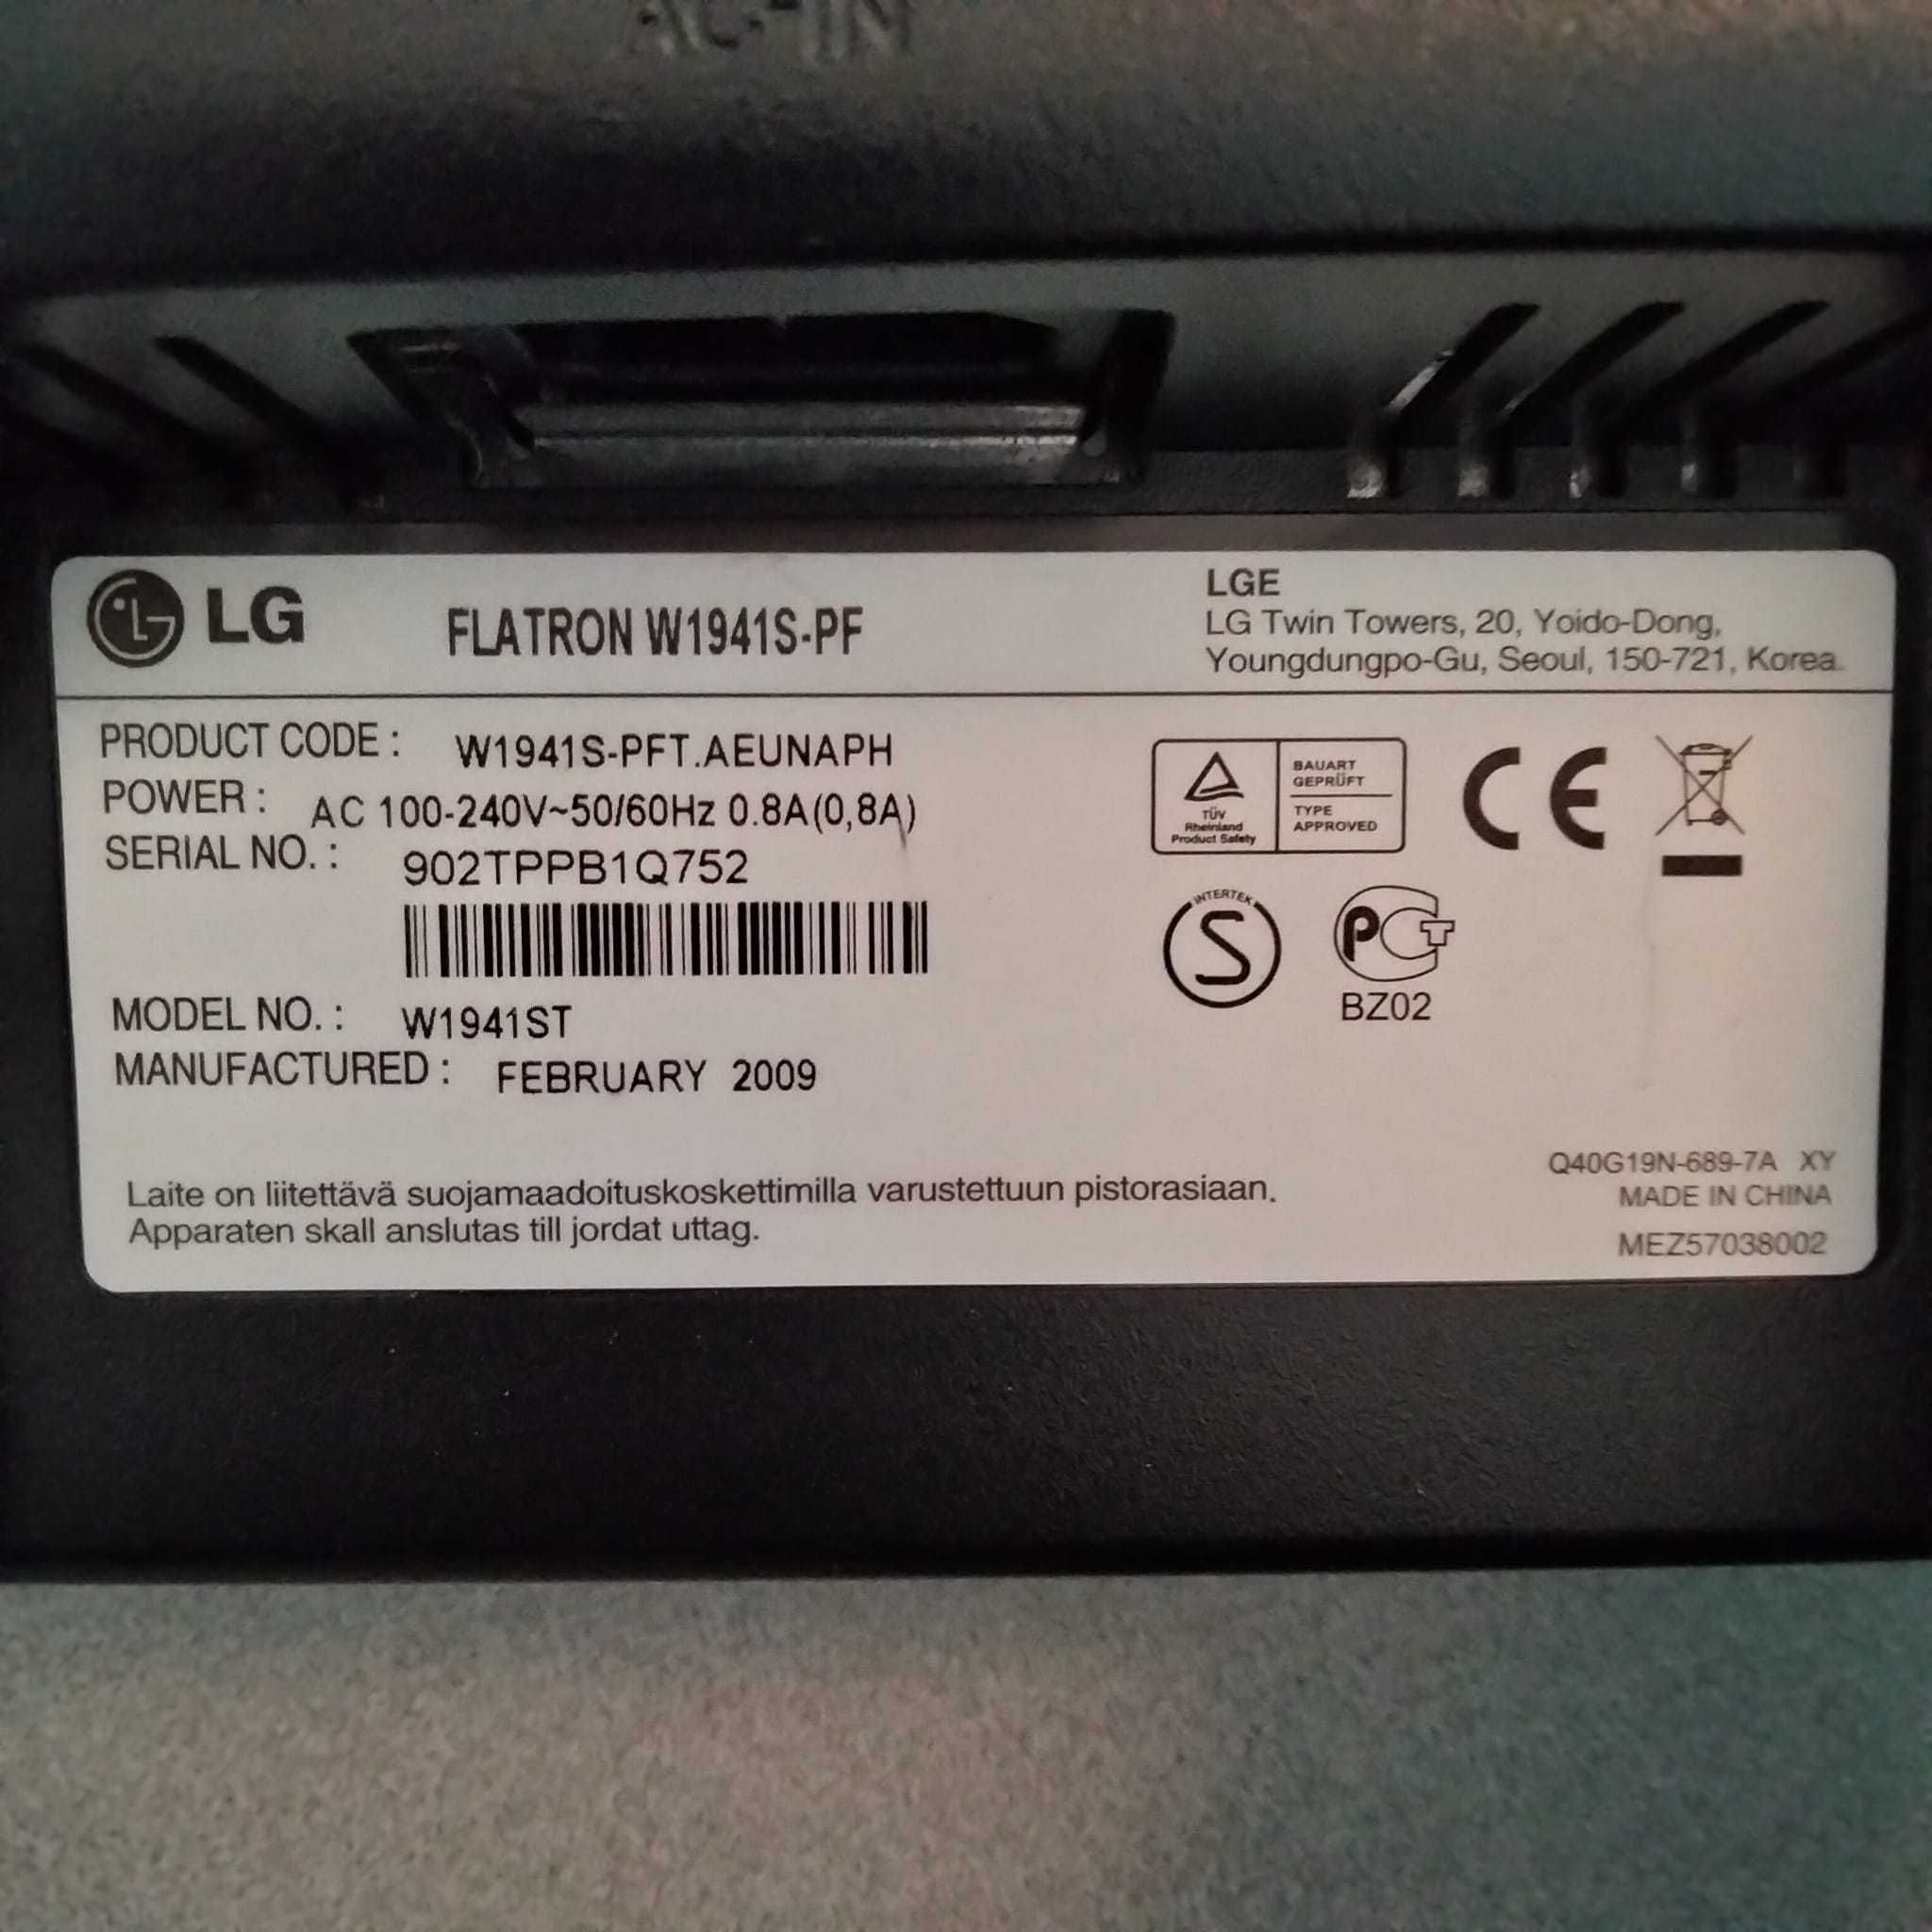 AC-IN
LG
FLATRON W1941S-PF
LGE
LG Twin Towers, 20, Yoido-Dong,
Youngdungpo-Gu, Seoul, 150-721, Korea.
PRODUCT CODE : W1941S-PFT.AEUNAPH
POWER : AC 100-240V~50/60Hz 0.8A(0,8A)
SERIAL NO. : 902TPPB1Q752
MODEL NO. : W1941ST
MANUFACTURED : FEBRUARY 2009
TÜV
Rheinland
Product Safety
BAUART
GEPRÜFT
TYPE
APPROVED
CE
INTERTEK
S
PCT
BZ02
Laite on liitettävä suojamaadoituskoskettimilla varustettuun pistorasiaan.
Apparaten skall anslutas till jordat uttag.
Q40G19N-689-7A XY
MADE IN CHINA
MEZ57038002